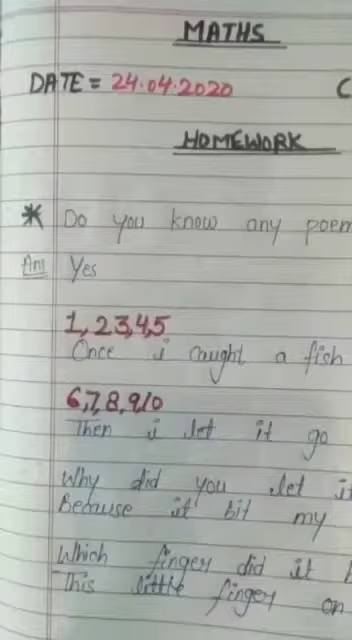 MATHS
DATE = 24.04.2020 C
HOMEWORK
* Do you know any poem
Ans Yes
1,2,3,4,5
Once i caught a fish
6,7,8,9,10
Then i let it go
Why did you let it
Because it bit my
Which finger did it
This little finger on